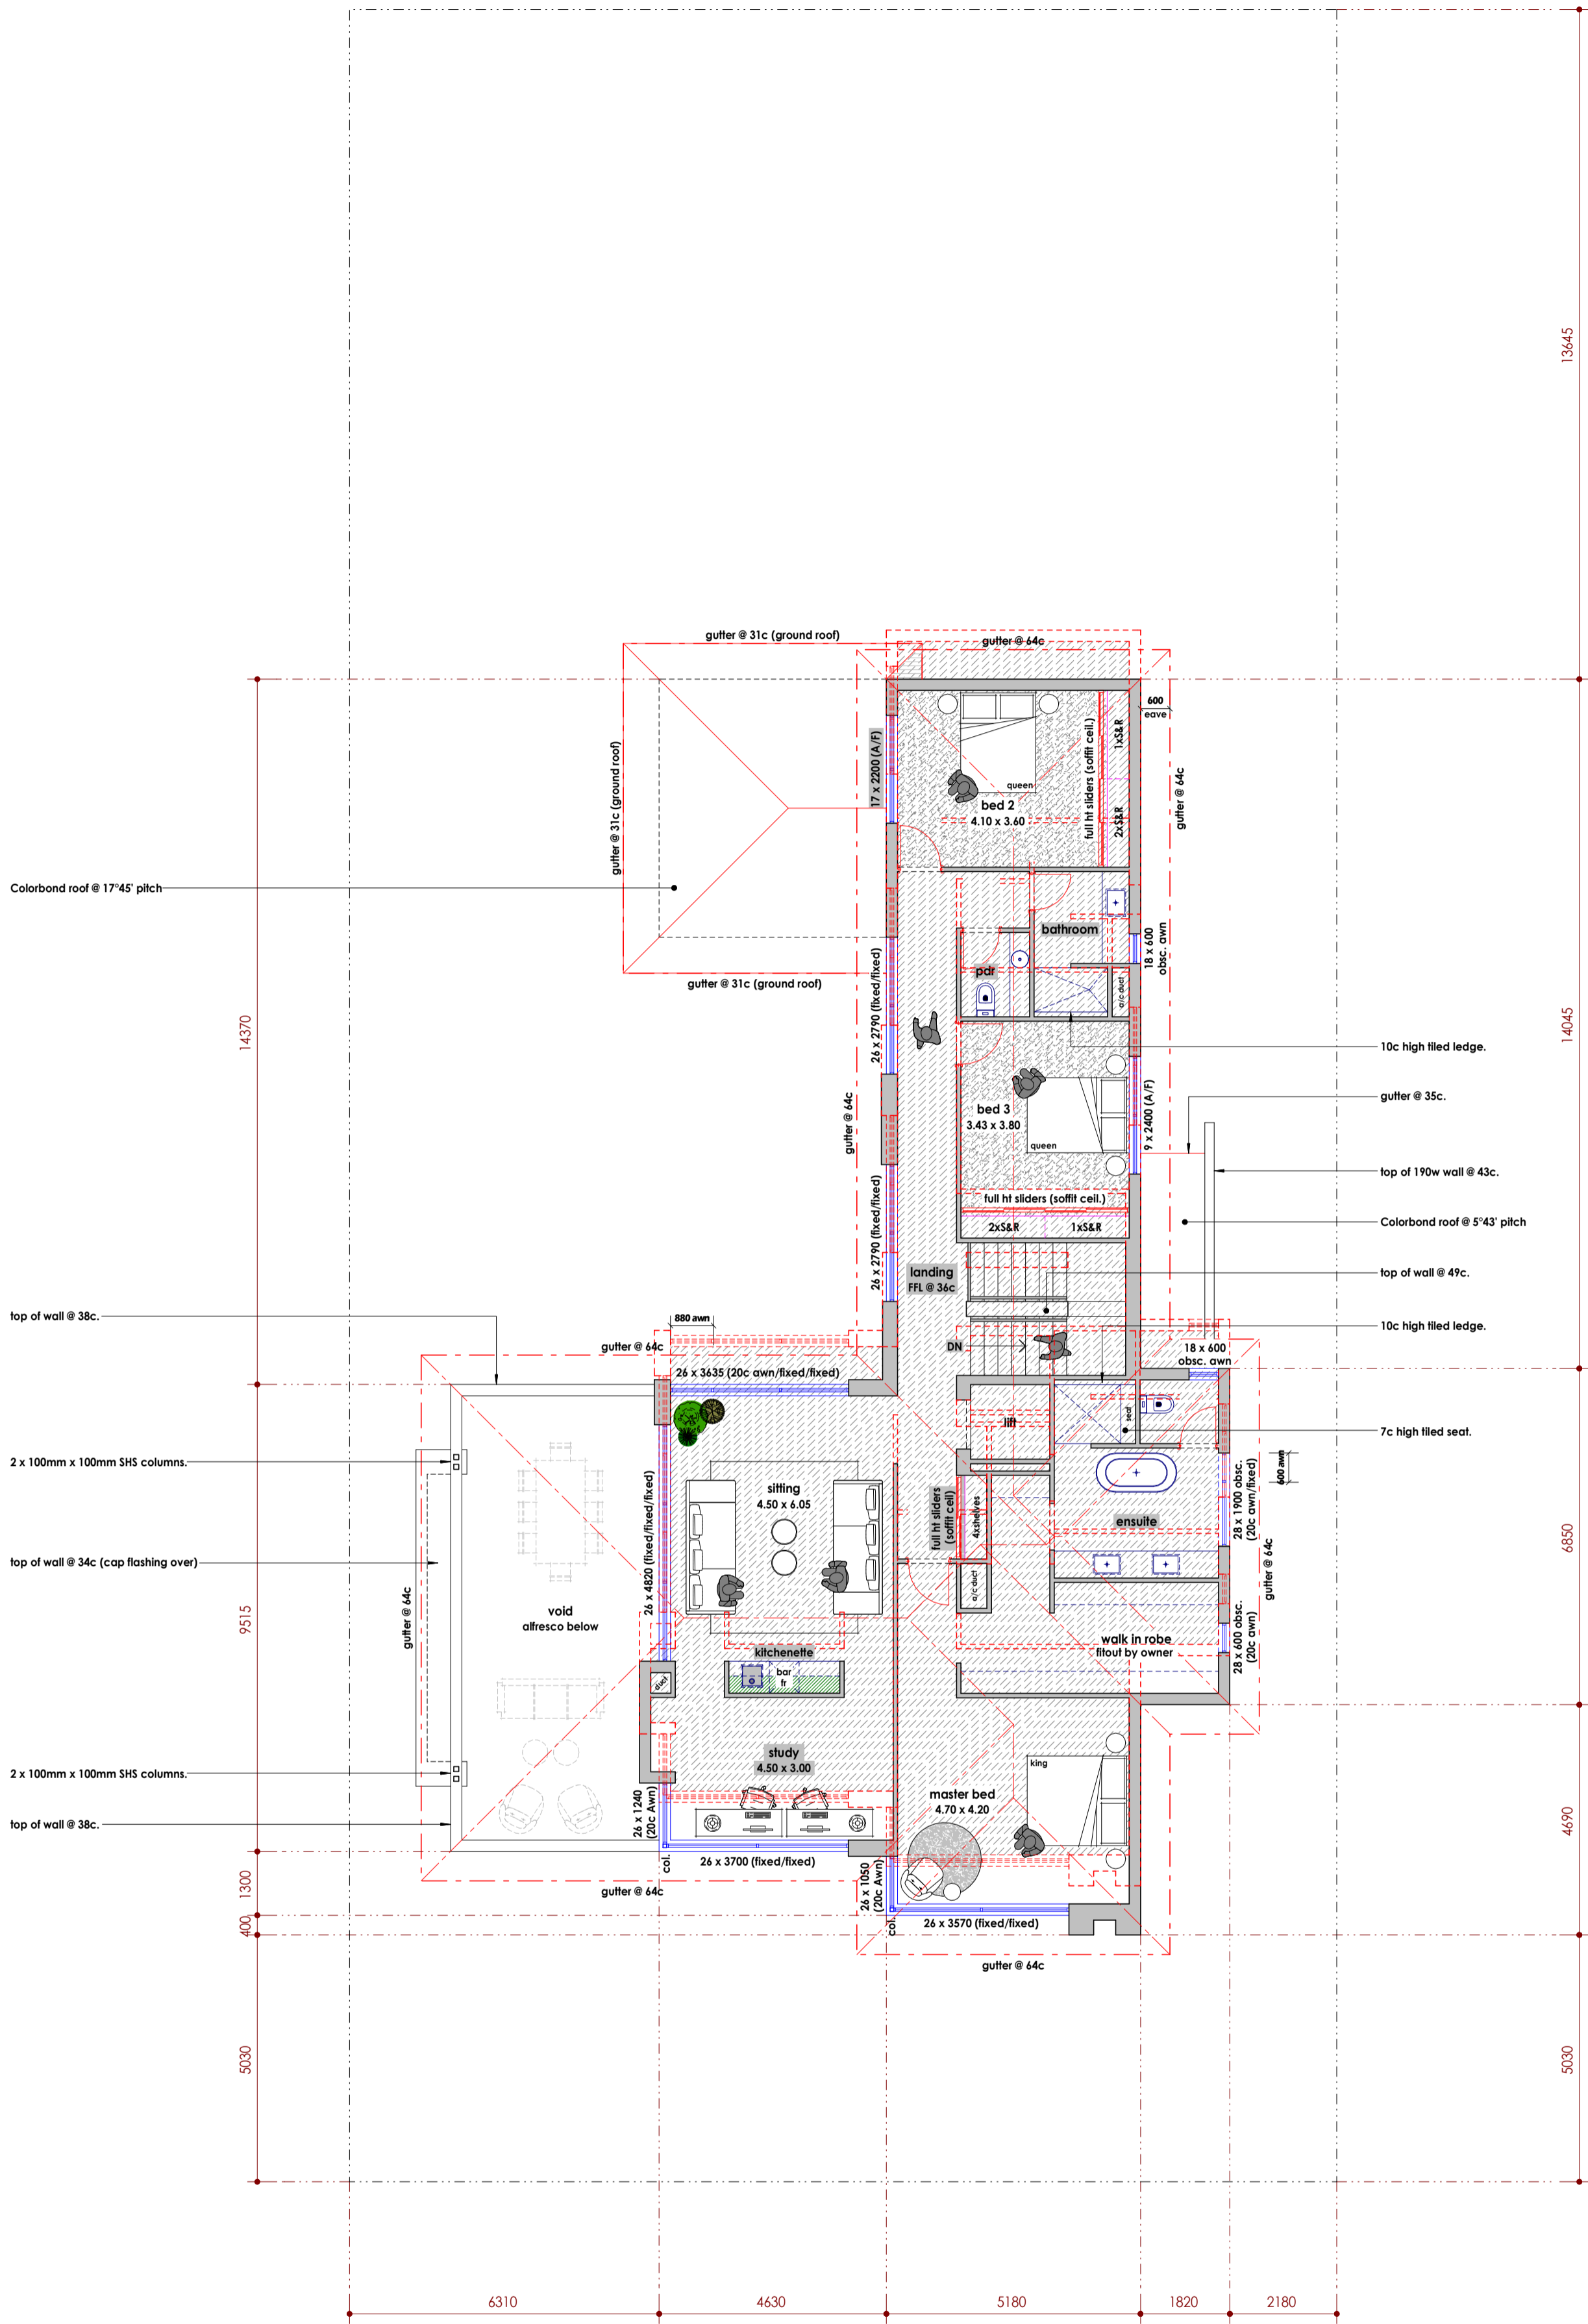 13645
gutter @ 31c (ground roof)
gutter @ 64c
600
eave
17 x 2200 (A/F)
full ht sliders (soffit ceil.)
1xS&R
2xS&R
gutter @ 31c (ground roof)
gutter @ 64c
queen
bed 2
4.10 x 3.60
Colorbond roof @ 17°45' pitch
bathroom
18 x 600
obsc. awn
pdr
a/c duct
gutter @ 31c (ground roof)
26 x 2790 (fixed/fixed)
14370
14045
10c high tiled ledge.
gutter @ 35c.
bed 3
3.43 x 3.80
queen
9 x 2400 (A/F)
gutter @ 64c
top of 190w wall @ 43c.
full ht sliders (soffit ceil.)
2xS&R
1xS&R
Colorbond roof @ 5°43' pitch
26 x 2790 (fixed/fixed)
landing
FFL @ 36c
top of wall @ 49c.
top of wall @ 38c.
880 awn
10c high tiled ledge.
gutter @ 64c
DN
18 x 600
obsc. awn
26 x 3635 (20c awn/fixed/fixed)
lift
seat
7c high tiled seat.
2 x 100mm x 100mm SHS columns.
600 awn
sitting
4.50 x 6.05
26 x 4820 (fixed/fixed/fixed)
full ht sliders
(soffit ceil)
4xshelves
ensuite
28 x 1900 obsc.
(20c awn/fixed)
6850
top of wall @ 34c (cap flashing over)
gutter @ 64c
gutter @ 64c
a/c duct
void
alfresco below
9515
walk in robe
fitout by owner
28 x 600 obsc.
(20c awn)
kitchenette
bar
fr
duct
study
4.50 x 3.00
king
2 x 100mm x 100mm SHS columns.
master bed
4.70 x 4.20
4690
26 x 1240
(20c Awn)
top of wall @ 38c.
col.
26 x 3700 (fixed/fixed)
1300
gutter @ 64c
26 x 1050
(20c Awn)
400
col.
26 x 3570 (fixed/fixed)
gutter @ 64c
5030
5030
6310
4630
5180
1820
2180